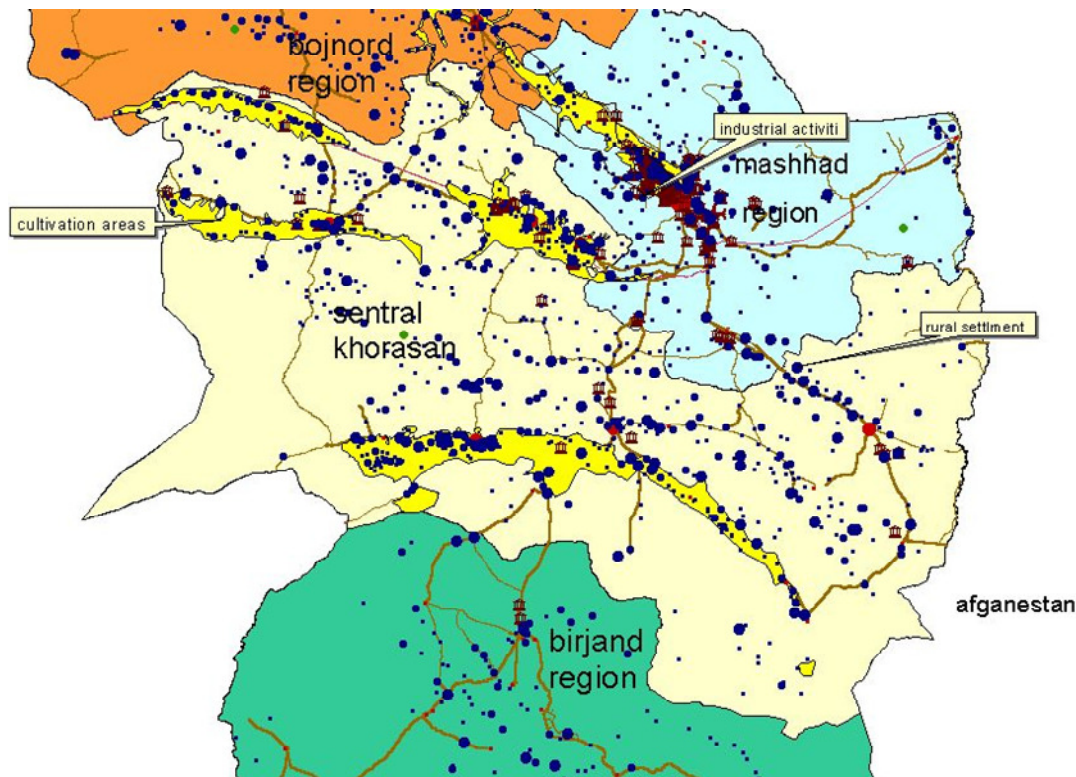 bojnord
region
industrial activiti
mashhad
region
cultivation areas
sentral
khorasan
rural settlment
afganestan
birjand
region